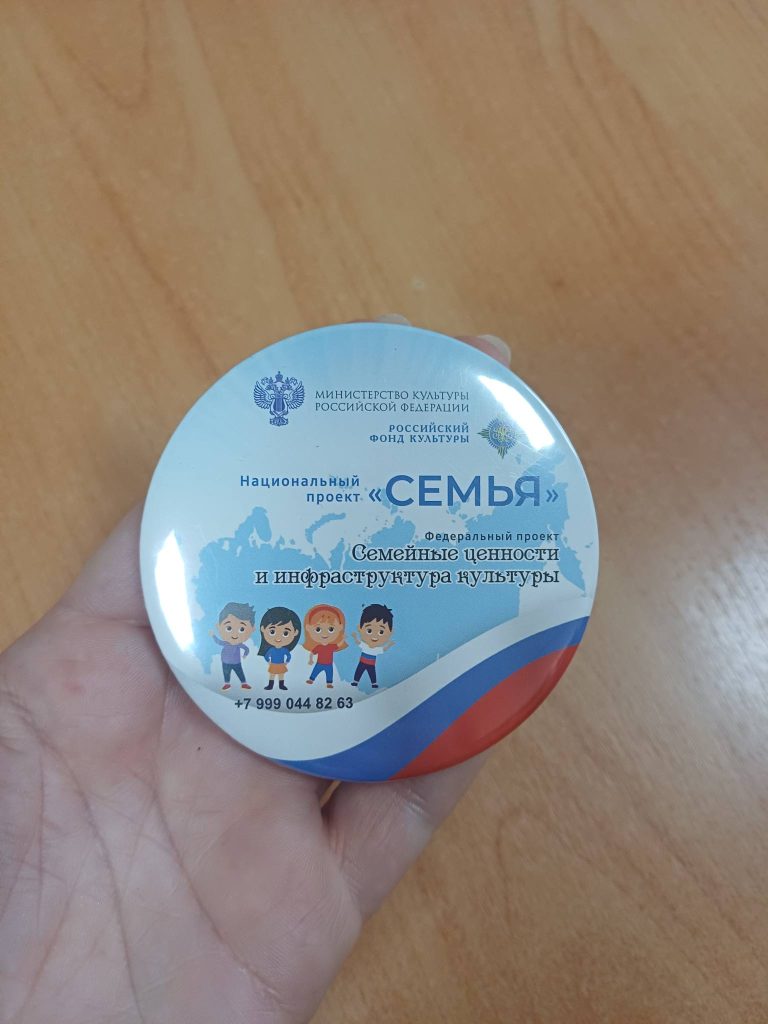 МИНИСТЕРСТВО КУЛЬТУРЫ
РОССИЙСКОЙ ФЕДЕРАЦИИ
РОССИЙСКИЙ
ФОНД КУЛЬТУРЫ
Национальный
проект «СЕМЬЯ»
Федеральный проект
Семейные ценности
и инфраструктура культуры
+7 999 044 82 63